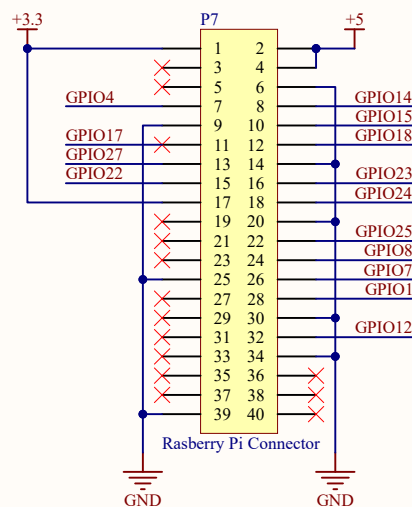 P7
+3.3
+5
1 2
3 4
5 6
GPIO4 7 8 GPIO14
9 10 GPIO15
GPIO17 11 12 GPIO18
GPIO27 13 14
GPIO22 15 16 GPIO23
17 18 GPIO24
19 20
21 22 GPIO25
23 24 GPIO8
25 26 GPIO7
27 28 GPIO1
29 30
31 32 GPIO12
33 34
35 36
37 38
39 40
Rasberry Pi Connector
GND GND